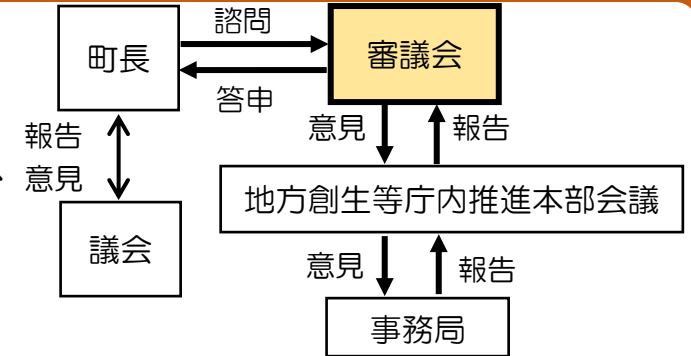 諮問
町長
審議会
答申
報告
意見
意見
報告
地方創生等庁内推進本部会議
議会
意見
報告
事務局